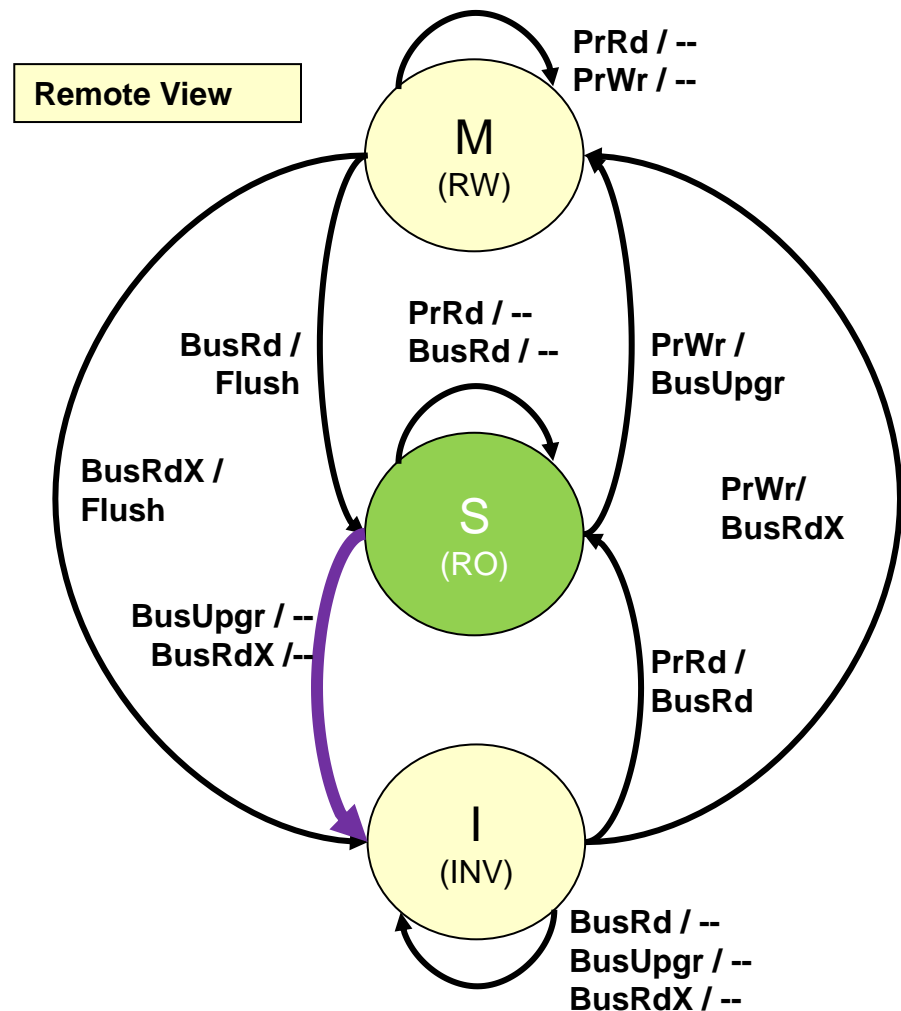 PrRd / --
PrWr / --
Remote View
M
(RW)
PrRd / --
BusRd / --
BusRd /
Flush
PrWr /
BusUpgr
BusRdX /
Flush
PrWr/
BusRdX
S
(RO)
BusUpgr / --
BusRdX /--
PrRd /
BusRd
I
(INV)
BusRd / --
BusUpgr / --
BusRdX / --